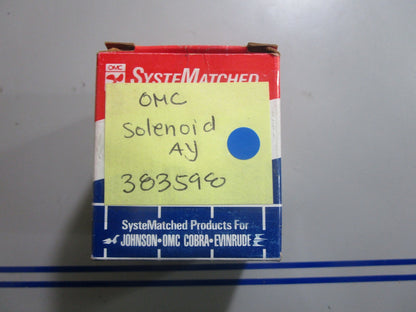 OMC
SYSTEMATCHED
OMC
Solenoid
AY
383598
SysteMatched Products For
JOHNSON • OMC COBRA • EVINRUDE